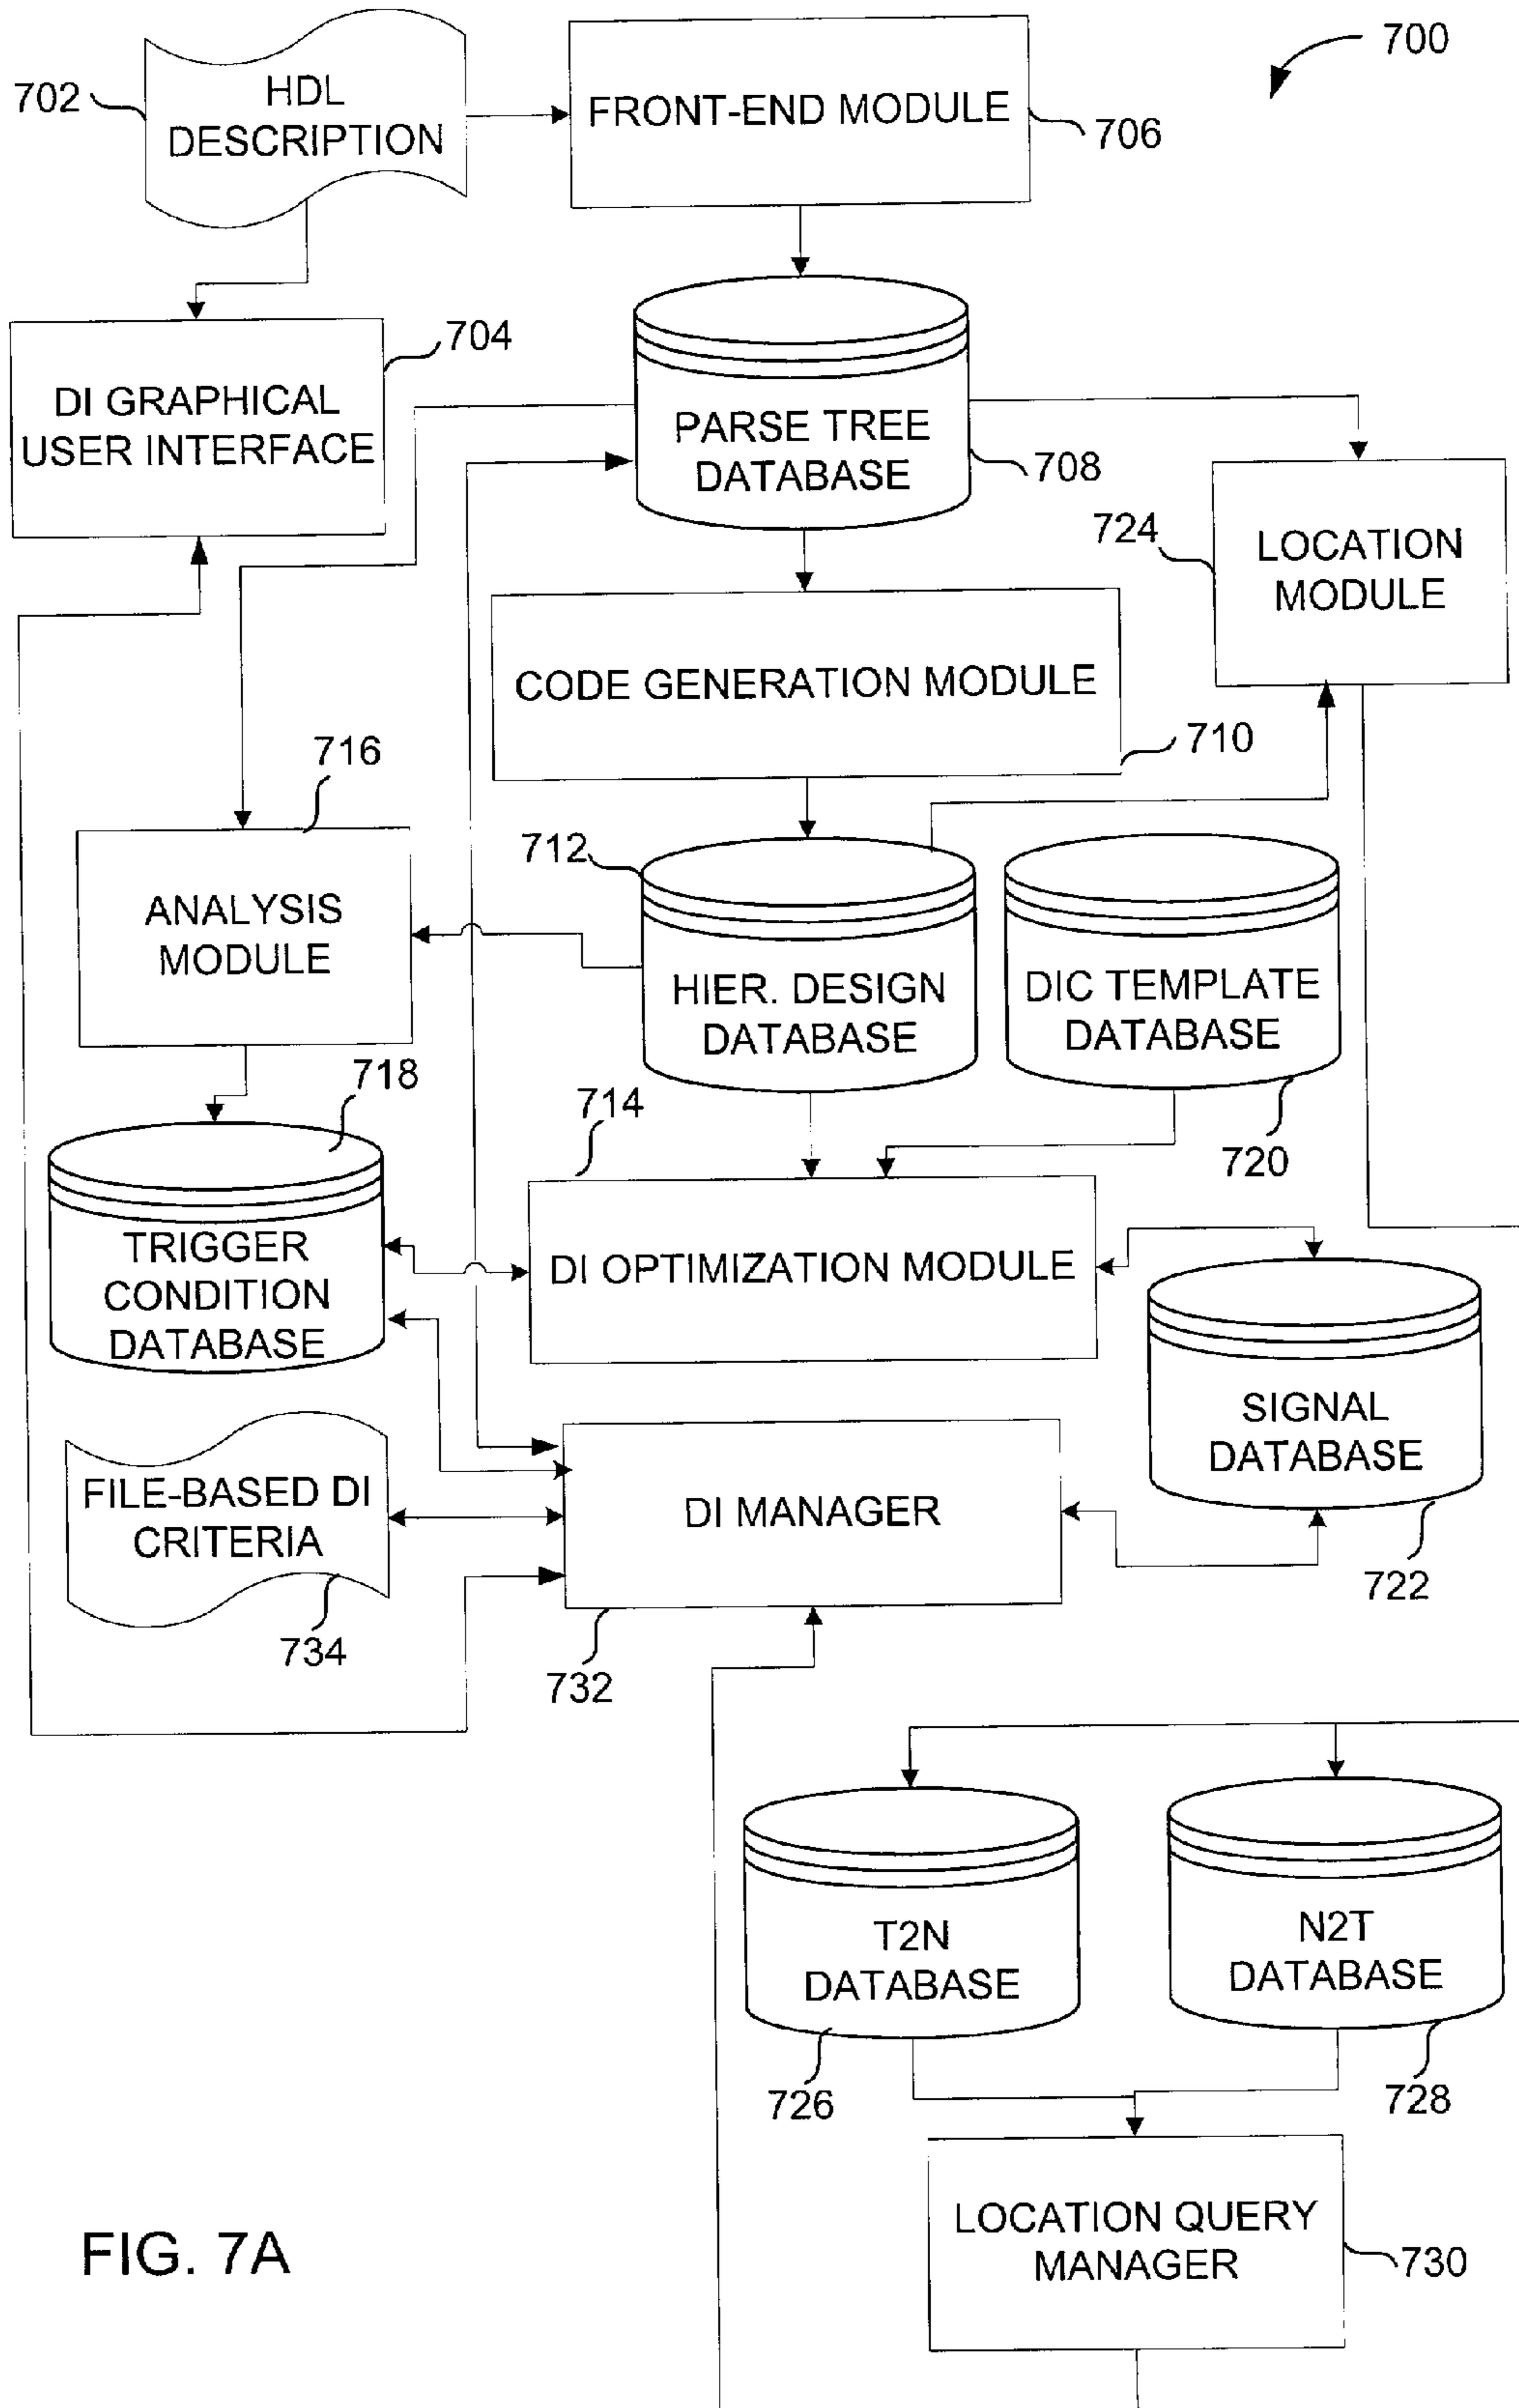 700
702
HDL
DESCRIPTION
FRONT-END MODULE
706
704
DI GRAPHICAL
USER INTERFACE
PARSE TREE
DATABASE
708
724
LOCATION
MODULE
CODE GENERATION MODULE
710
716
712
ANALYSIS
MODULE
HIER. DESIGN
DATABASE
DIC TEMPLATE
DATABASE
718
714
720
TRIGGER
CONDITION
DATABASE
DI OPTIMIZATION MODULE
SIGNAL
DATABASE
722
FILE-BASED DI
CRITERIA
734
DI MANAGER
732
T2N
DATABASE
726
N2T
DATABASE
728
LOCATION QUERY
MANAGER
730
FIG. 7A